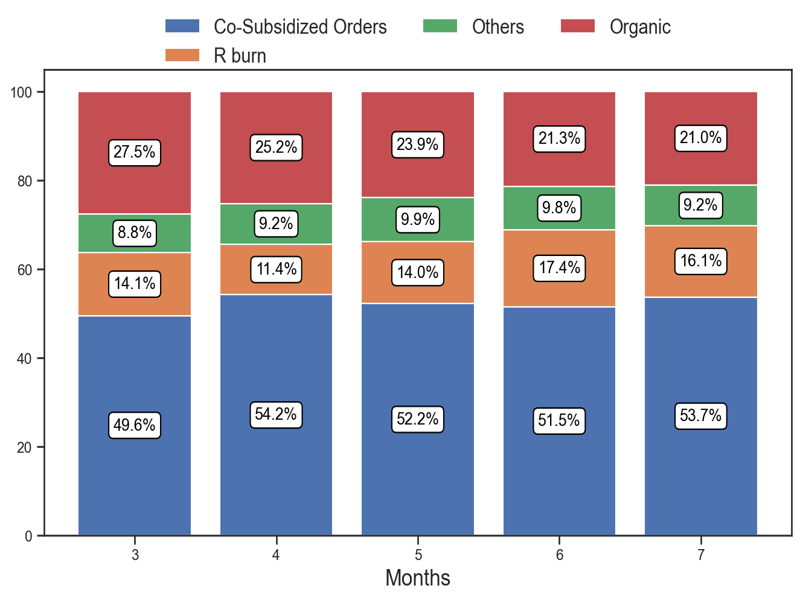 Co-Subsidized Orders Others Organic
R burn
100
27.5% 25.2% 23.9% 21.3% 21.0%
80
8.8% 9.2% 9.9% 9.8% 9.2%
60
14.1% 11.4% 14.0% 17.4% 16.1%
40
49.6% 54.2% 52.2% 51.5% 53.7%
20
0
3 4 5 6 7
Months